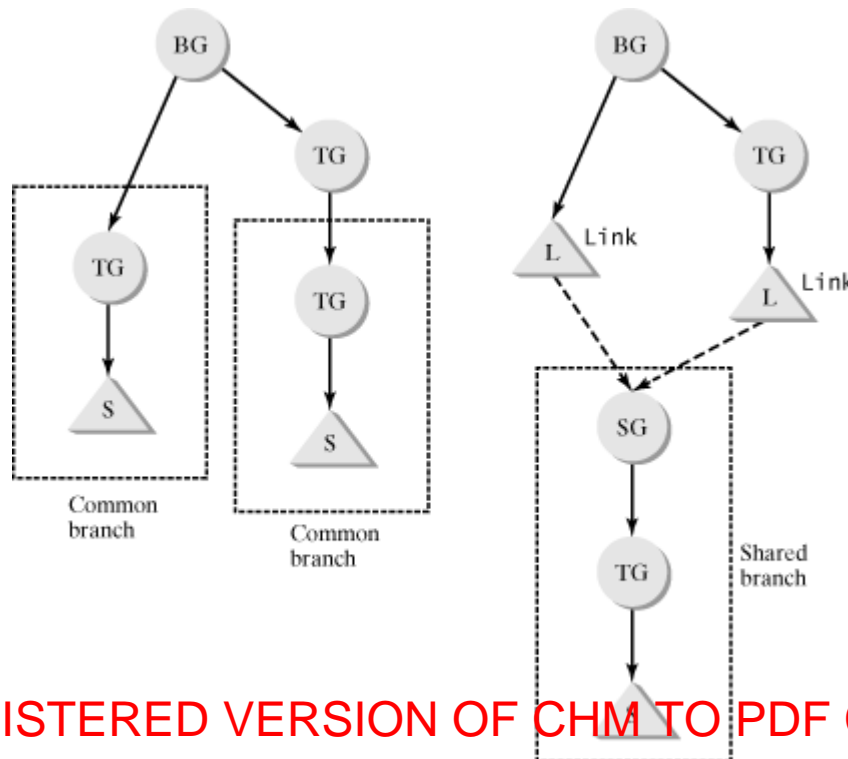 BG
TG
TG
TG
S
S
Common
branch
Common
branch
BG
TG
L
Link
L
Link
SG
TG
Shared
branch
ISTERED VERSION OF CHM TO PDF